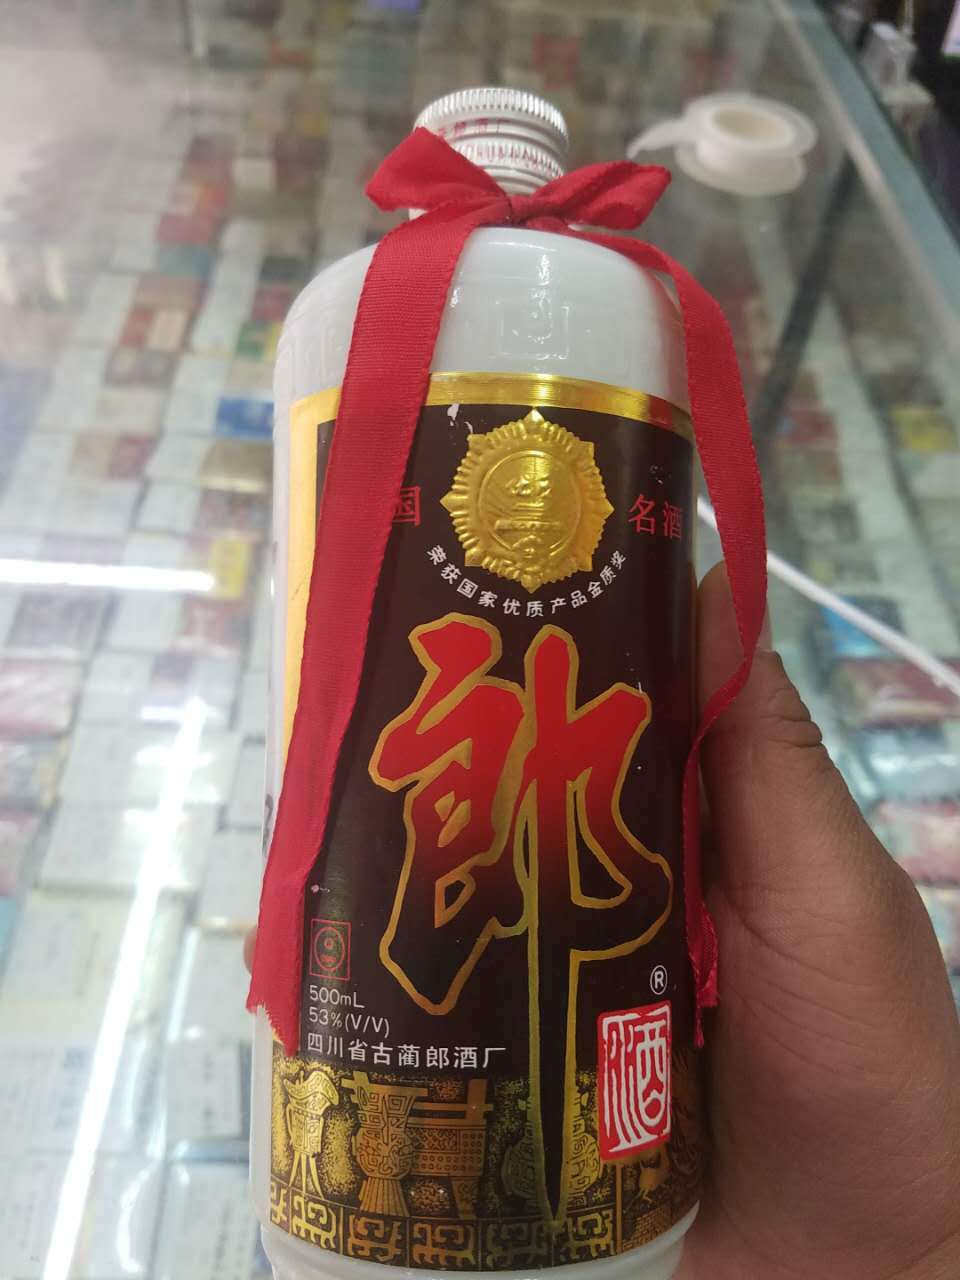 国 名酒
荣获国家优质产品金质奖
郎
®
酒
500mL
53%(V/V)
四川省古蔺郎酒厂